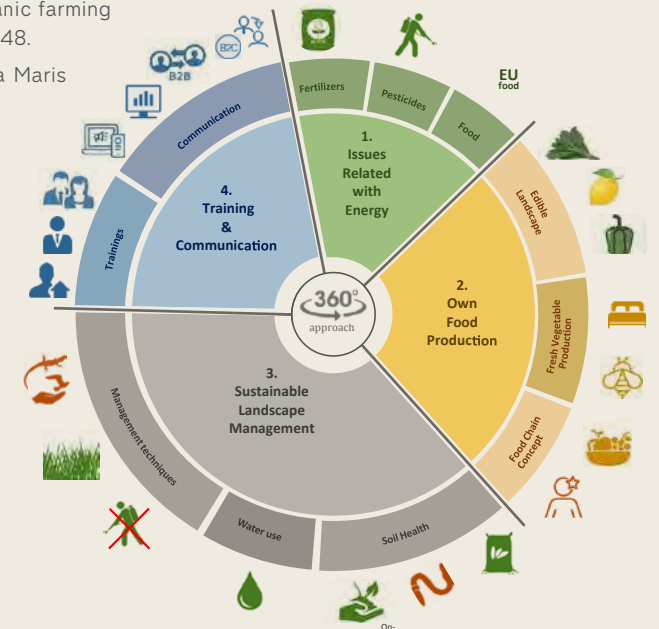 anic farming
48.
a Maris
B2C
B2B
EU
food
Fertilizers
Pesticides
Food
1.
Issues
Related
with
Energy
Communication
4.
Training
&
Communication
Trainings
Edible
Landscape
2.
Own
Food
Production
Fresh Vegetable
Production
Food Chain
Concept
360°
approach
3.
Sustainable
Landscape
Management
Management techniques
Water use
Soil Health
On-